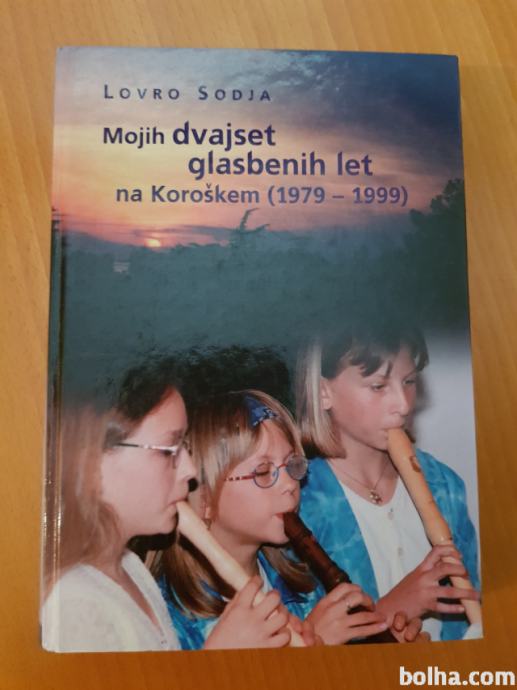 LOVRO SODJA
Mojih dvajset
glasbenih let
na Koroškem (1979 – 1999)
bolha.com